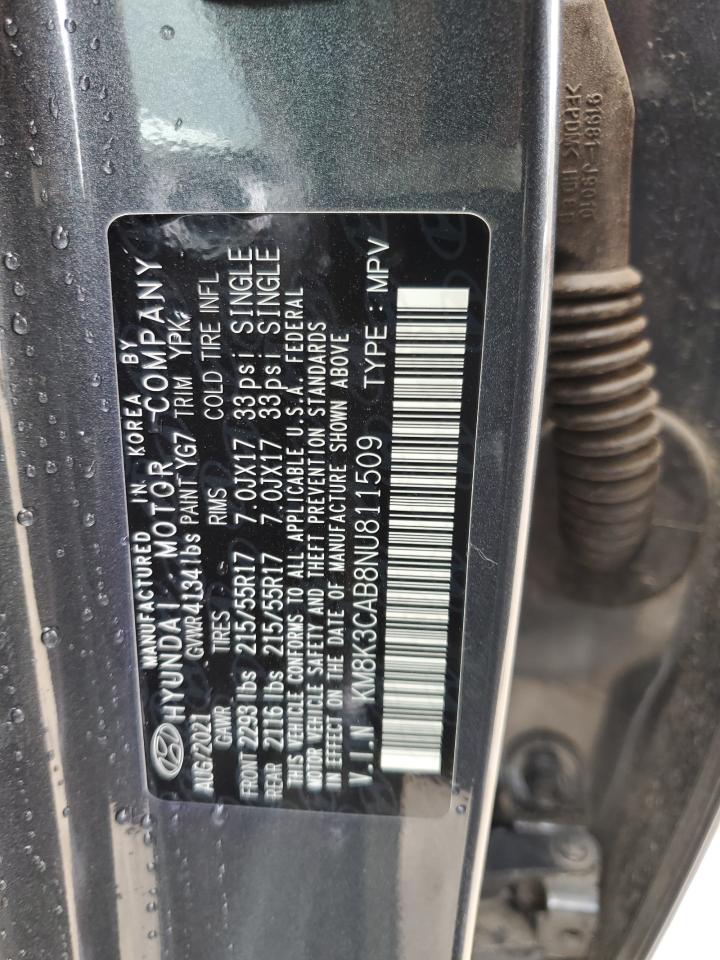 MANUFACTURED IN KOREA BY
HYUNDAI MOTOR COMPANY
AUG/2021 GVWR 4134lbs PAINT YG7 TRIM YPK
GAWR TIRES RIMS COLD TIRE INFL
FRONT 2293 lbs 215/55R17 7.0JX17 33psi SINGLE
REAR 2116 lbs 215/55R17 7.0JX17 33psi SINGLE
THIS VEHICLE CONFORMS TO ALL APPLICABLE U.S.A. FEDERAL
MOTOR VEHICLE SAFETY AND THEFT PREVENTION STANDARDS
IN EFFECT ON THE DATE OF MANUFACTURE SHOWN ABOVE
V.I.N KM8K3CAB8NU811509 TYPE : MPV
91981-J9010
>EPDM<